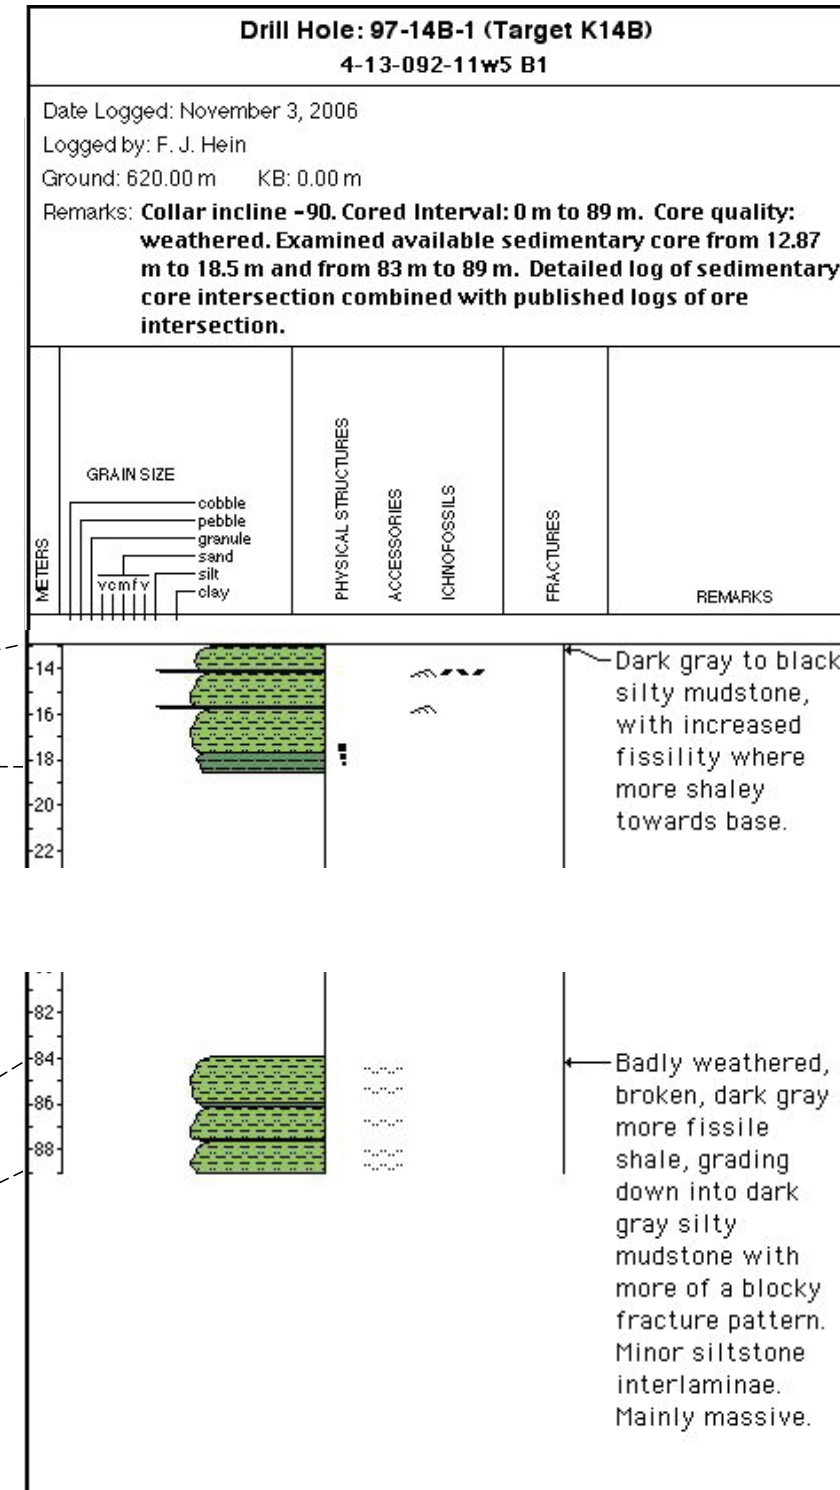 Drill Hole: 97-14B-1 (Target K14B)
4-13-092-11w5 B1
Date Logged: November 3, 2006
Logged by: F. J. Hein
Ground: 620.00 m KB: 0.00 m
Remarks: Collar incline -90. Cored Interval: 0 m to 89 m. Core quality:
weathered. Examined available sedimentary core from 12.87
m to 18.5 m and from 83 m to 89 m. Detailed log of sedimentary
core intersection combined with published logs of ore
intersection.
METERS
GRAIN SIZE
cobble
pebble
granule
sand
silt
clay
vcmfv
PHYSICAL STRUCTURES
ACCESSORIES
ICHNOFOSSILS
FRACTURES
REMARKS
14
16
18
20
22
Dark gray to black
silty mudstone,
with increased
fissility where
more shaley
towards base.
82
84
86
88
Badly weathered,
broken, dark gray
more fissile
shale, grading
down into dark
gray silty
mudstone with
more of a blocky
fracture pattern.
Minor siltstone
interlaminae.
Mainly massive.